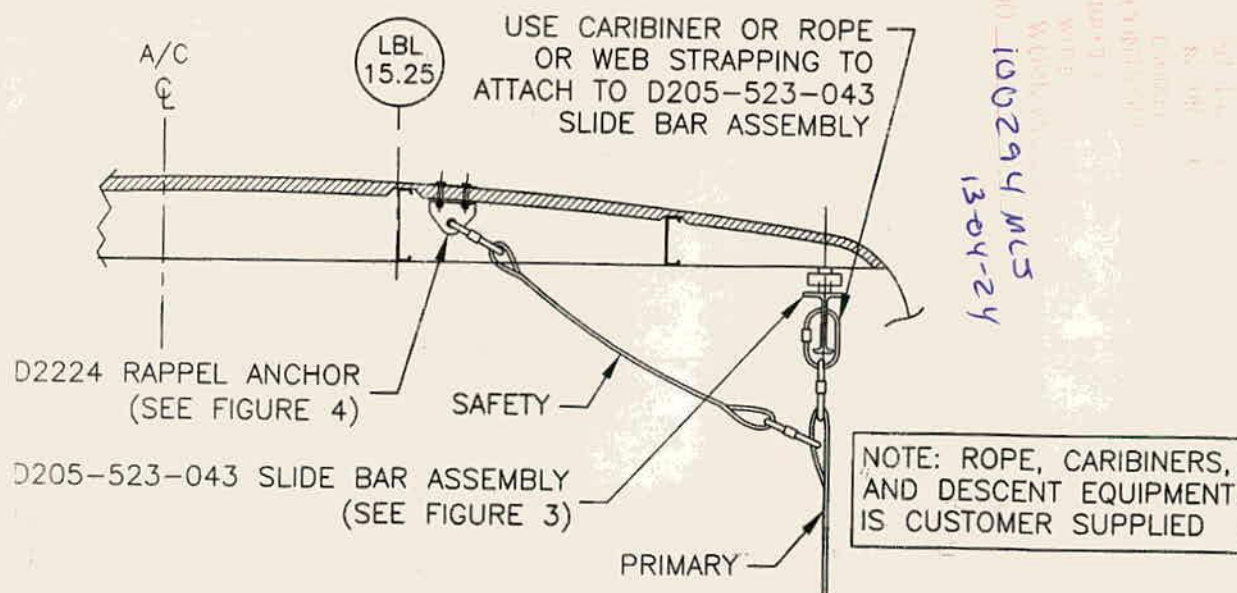 A/C
℄
LBL
15.25
USE CARIBINER OR ROPE
OR WEB STRAPPING TO
ATTACH TO D205-523-043
SLIDE BAR ASSEMBLY
13-04-24
D2224 RAPPEL ANCHOR
(SEE FIGURE 4)
SAFETY
D205-523-043 SLIDE BAR ASSEMBLY
(SEE FIGURE 3)
PRIMARY
NOTE: ROPE, CARIBINERS,
AND DESCENT EQUIPMENT
IS CUSTOMER SUPPLIED